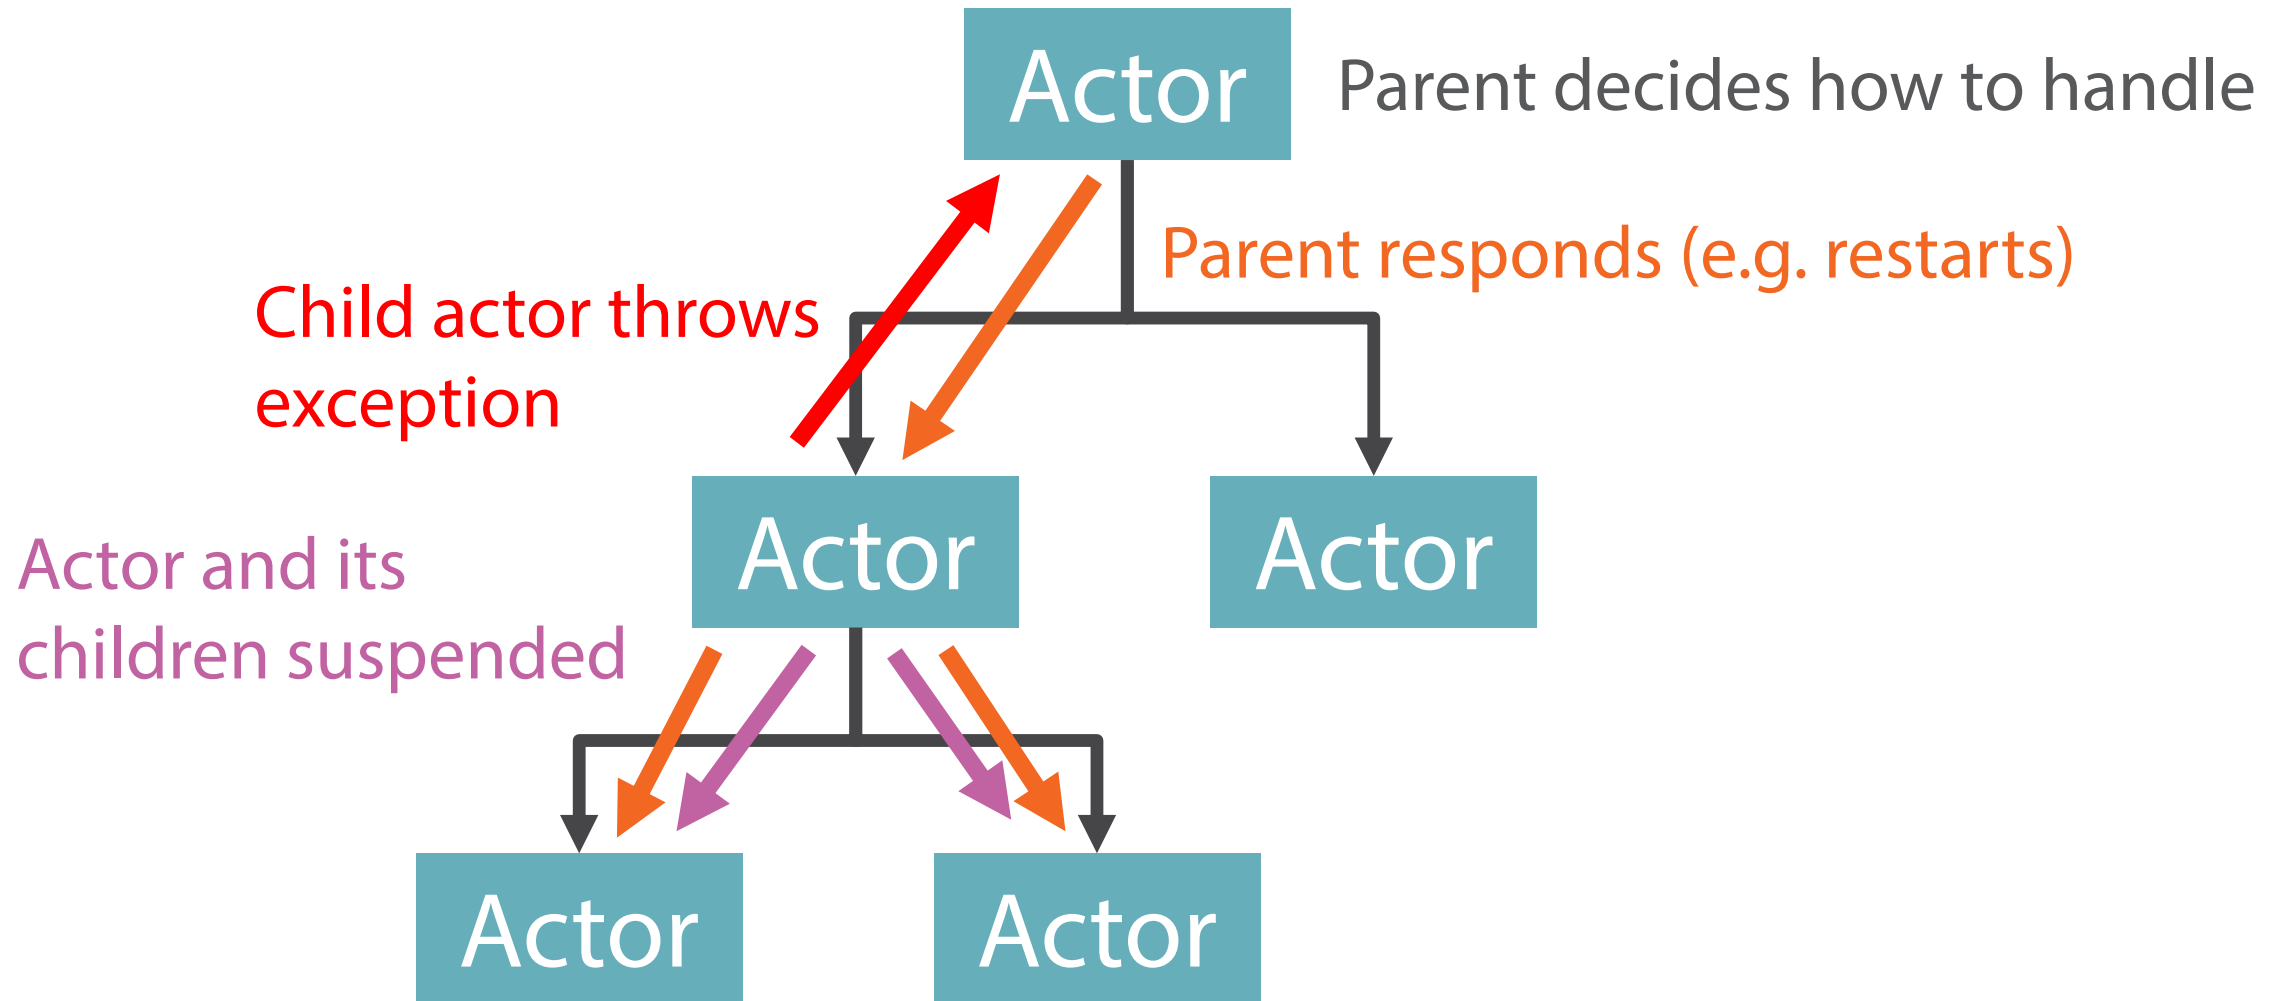 Actor
Parent decides how to handle
Parent responds (e.g. restarts)
Child actor throws
exception
Actor
Actor
Actor and its
children suspended
Actor
Actor